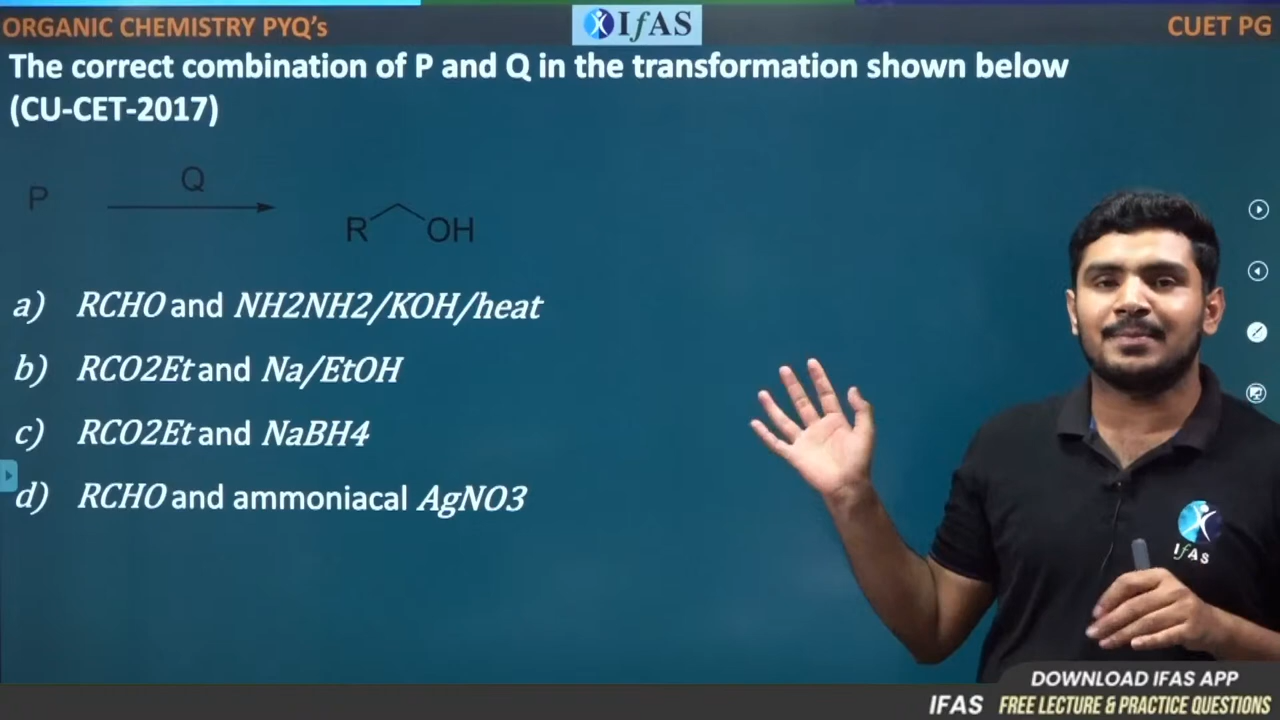 ORGANIC CHEMISTRY PYQ's
IfAS
CUET PG
The correct combination of P and Q in the transformation shown below
(CU-CET-2017)
P
Q
R OH
a) RCHO and NH2NH2/KOH/heat
b) RCO2Et and Na/EtOH
c) RCO2Et and NaBH4
d) RCHO and ammoniacal AgNO3
IfAS
DOWNLOAD IFAS APP
IFAS FREE LECTURE & PRACTICE QUESTIONS